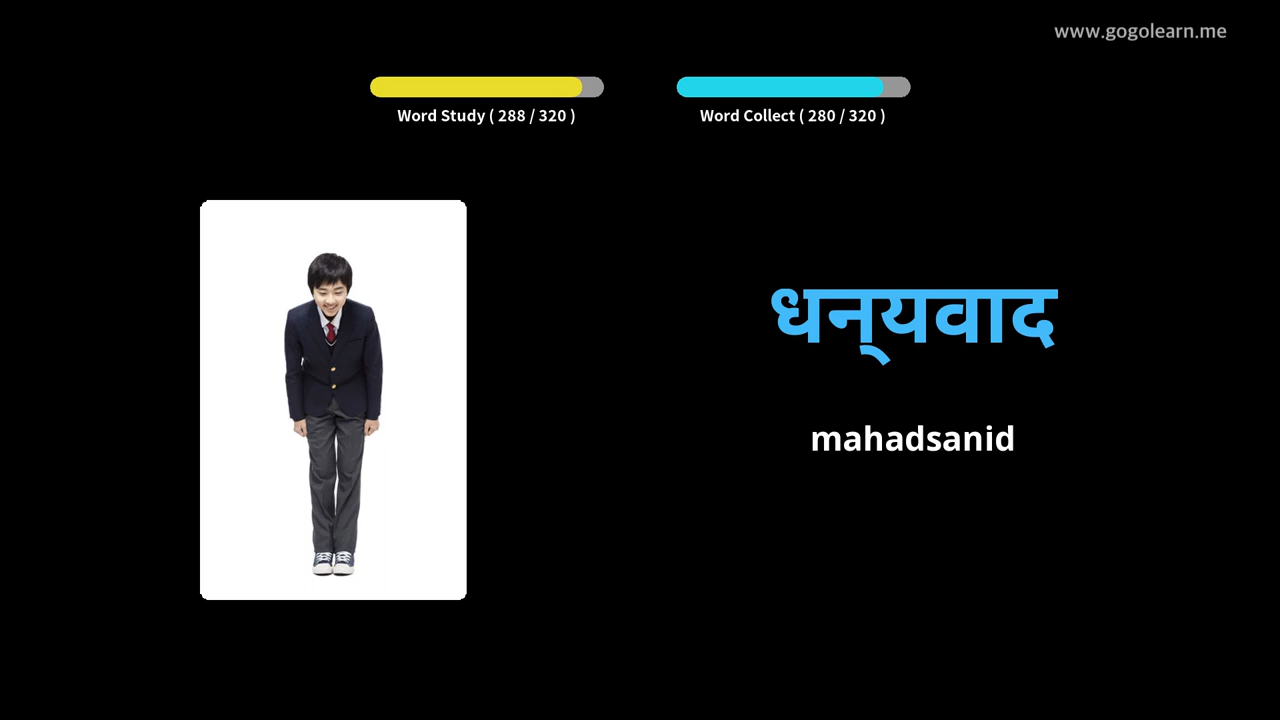 www.gogolearn.me
Word Study ( 288 / 320 )
Word Collect ( 280 / 320 )
धन्‌यवाद
mahadsanid